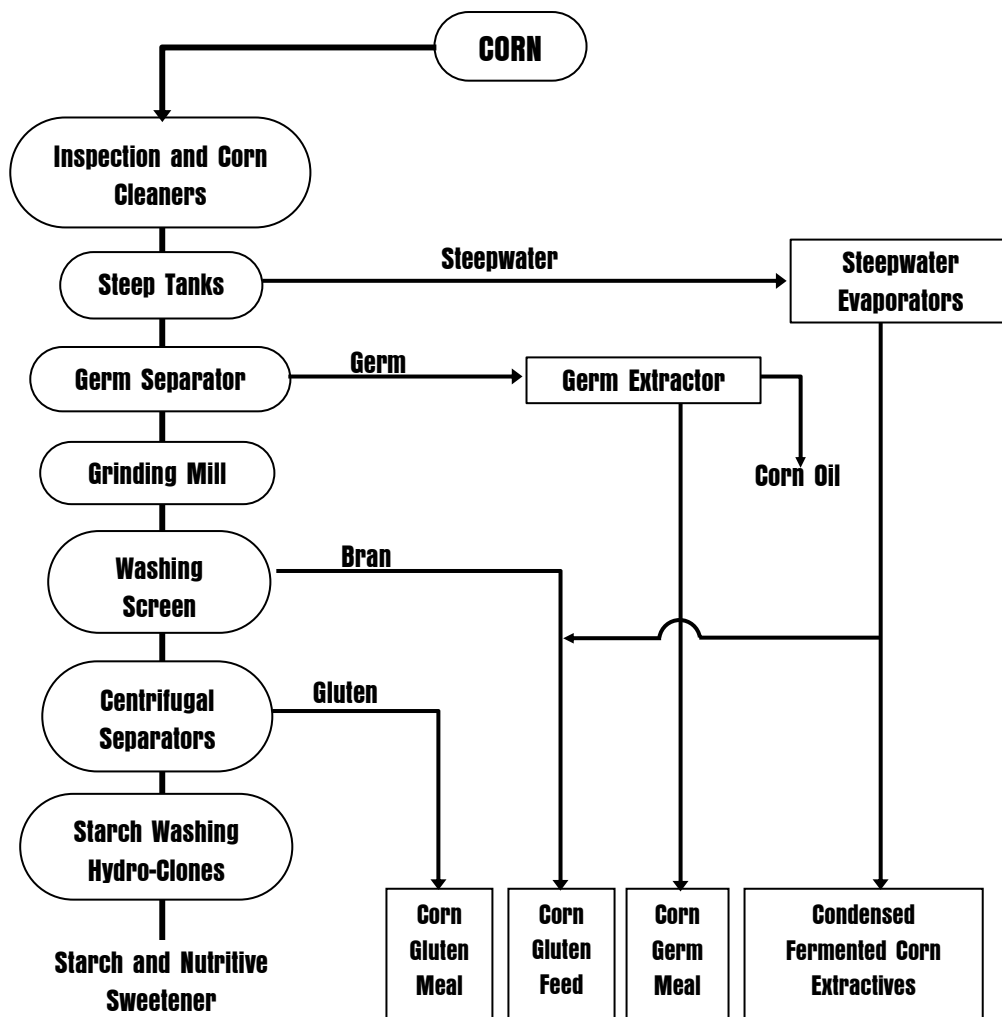 CORN
Inspection and Corn
Cleaners
Steepwater
Steep Tanks
Steepwater
Evaporators
Germ
Germ Separator
Germ Extractor
Corn Oil
Grinding Mill
Bran
Washing
Screen
Gluten
Centrifugal
Separators
Starch Washing
Hydro-Clones
Starch and Nutritive
Sweetener
Corn
Gluten
Meal
Corn
Gluten
Feed
Corn
Germ
Meal
Condensed
Fermented Corn
Extractives